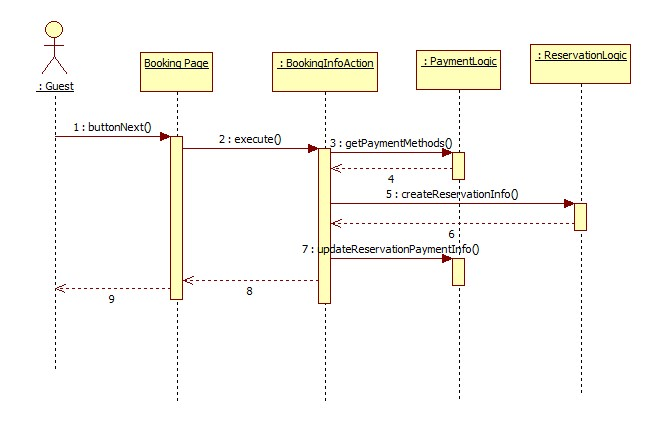 : Guest
Booking Page
: BookingInfoAction
: PaymentLogic
: ReservationLogic
1 : buttonNext()
2 : execute()
3 : getPaymentMethods()
4
5 : createReservationInfo()
6
7 : updateReservationPaymentInfo()
8
9